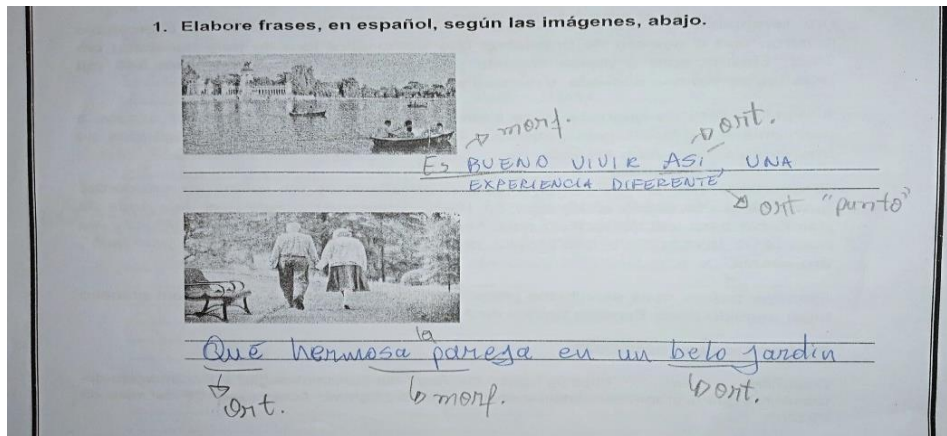 1. Elabore frases, en español, según las imágenes, abajo.
morf.
ort.
Es BUENO VIVIR ASÍ, UNA
EXPERIENCIA DIFERENTE
ort "punto"
la
Qué hermosa pareja en un belo jardin
ort.
morf.
ort.